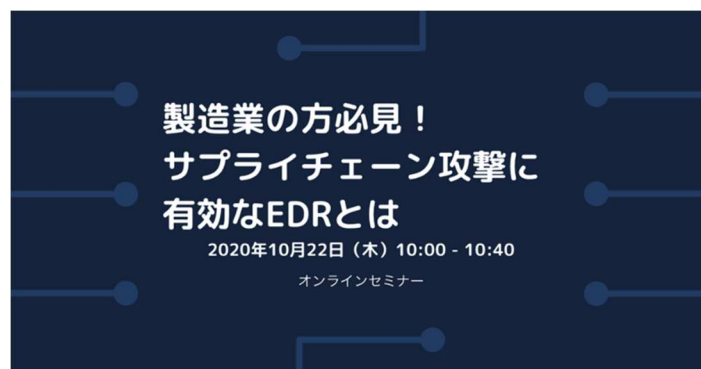 製造業の方必見！
サプライチェーン攻撃に
有効なEDRとは
2020年10月22日（木）10:00 - 10:40
オンラインセミナー